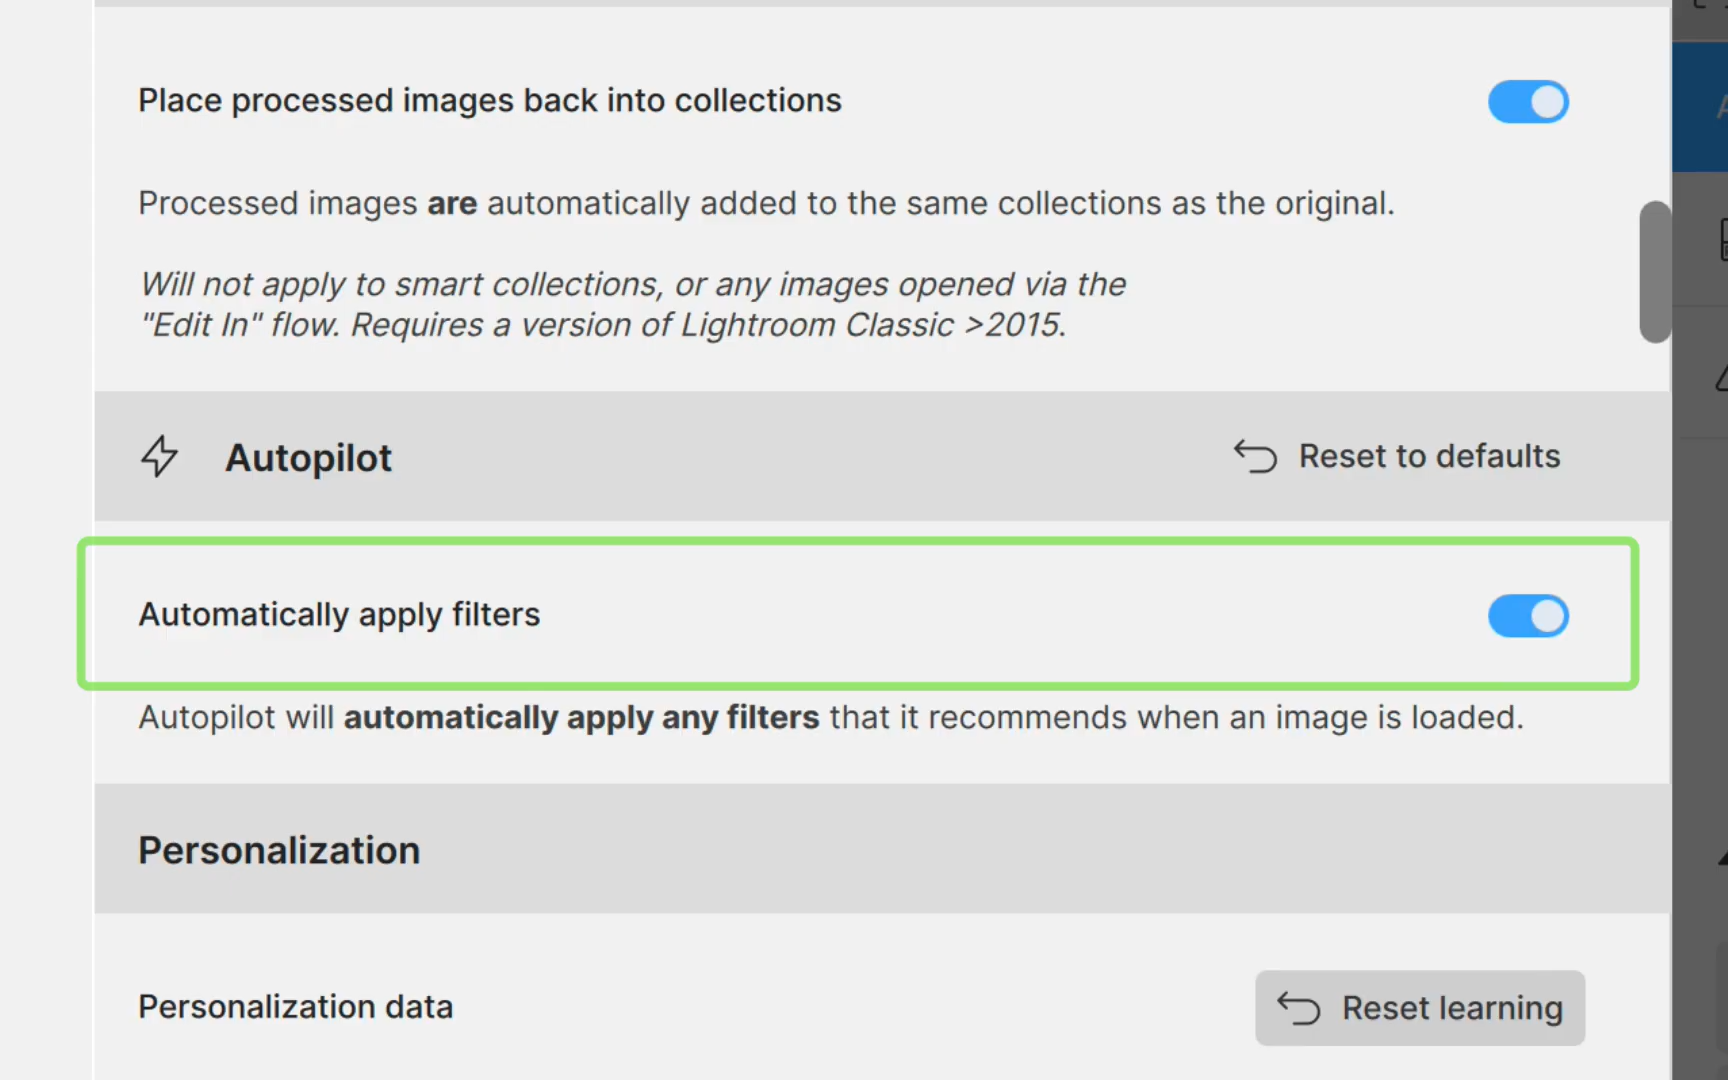 Place processed images back into collections
Processed images are automatically added to the same collections as the original.
Will not apply to smart collections, or any images opened via the
"Edit In" flow. Requires a version of Lightroom Classic >2015.
Autopilot
Reset to defaults
Automatically apply filters
Autopilot will automatically apply any filters that it recommends when an image is loaded.
Personalization
Personalization data
Reset learning